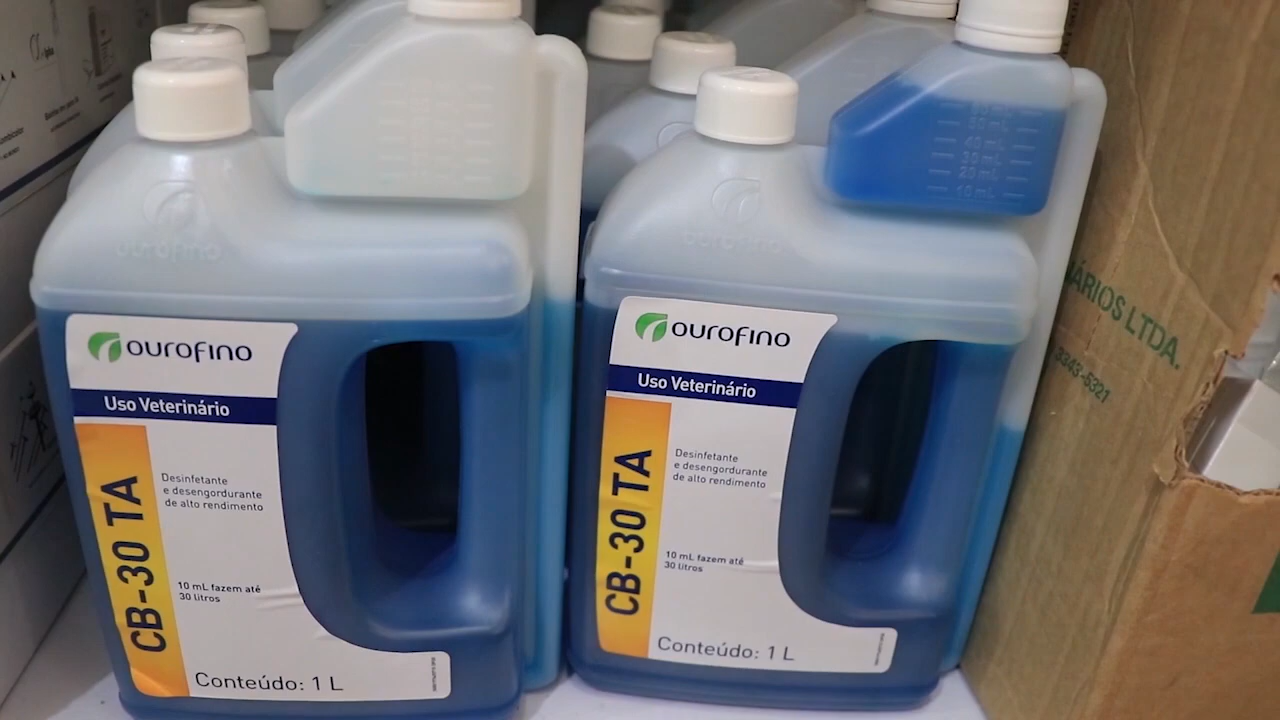 ourofino
Uso Veterinário
CB-30 TA
Desinfetante
e desengordurante
de alto rendimento
10 mL fazem até
30 litros
Conteúdo: 1 L
ourofino
ourofino
Uso Veterinário
CB-30 TA
Desinfetante
e desengordurante
de alto rendimento
10 mL fazem até
30 litros
Conteúdo: 1 L
50 mL
40 mL
30 mL
20 mL
10 mL
ÁRIOS LTDA.
3343-5321